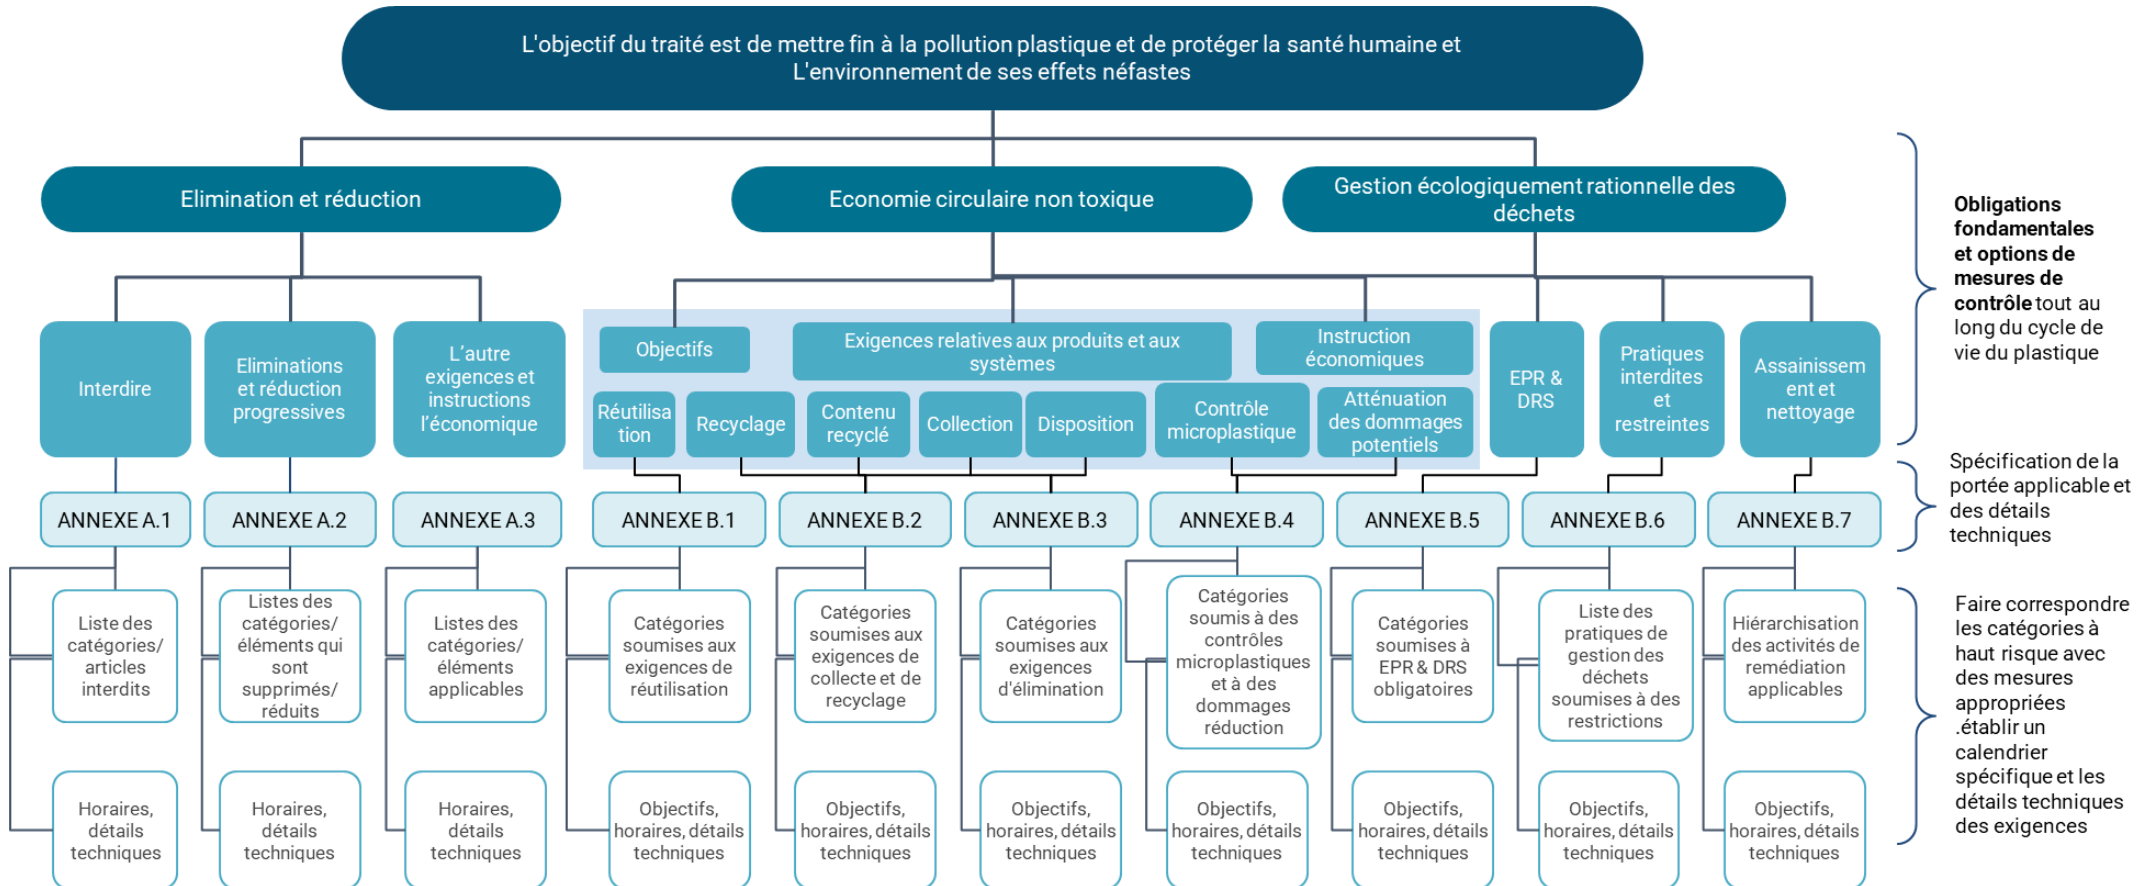 L'objectif du traité est de mettre fin à la pollution plastique et de protéger la santé humaine et
L'environnement de ses effets néfastes
Elimination et réduction
Economie circulaire non toxique
Gestion écologiquement rationnelle des
déchets
Obligations
fondamentales
et options de
mesures de
contrôle tout au
long du cycle de
vie du plastique
Interdire
Eliminations
et réduction
progressives
L'autre
exigences et
instructions
l'économique
Objectifs
Exigences relatives aux produits et aux
systèmes
Instruction
économiques
Réutilisa
tion
Recyclage
Contenu
recyclé
Collection
Disposition
Contrôle
microplastique
Atténuation
des dommages
potentiels
EPR &
DRS
Pratiques
interdites
et
restreintes
Assainissem
ent et
nettoyage
Spécification de la
portée applicable et
des détails
techniques
ANNEXE A.1
ANNEXE A.2
ANNEXE A.3
ANNEXE B.1
ANNEXE B.2
ANNEXE B.3
ANNEXE B.4
ANNEXE B.5
ANNEXE B.6
ANNEXE B.7
Liste des
catégories/
articles
interdits
Listes des
catégories/
éléments qui
sont
supprimés/
réduits
Listes des
catégories/
éléments
applicables
Catégories
soumises aux
exigences de
réutilisation
Catégories
soumises aux
exigences de
collecte et de
recyclage
Catégories
soumises aux
exigences
d'élimination
Catégories
soumis à des
contrôles
microplastiques
et à des
dommages
réduction
Catégories
soumises à
EPR & DRS
obligatoires
Liste des
pratiques de
gestion des
déchets
soumises à des
restrictions
Hiérarchisation
des activités de
remédiation
applicables
Faire correspondre
les catégories à
haut risque avec
des mesures
appropriées
.établir un
calendrier
spécifique et les
détails techniques
des exigences
Horaires,
détails
techniques
Horaires,
détails
techniques
Horaires,
détails
techniques
Objectifs,
horaires, détails
techniques
Objectifs,
horaires, détails
techniques
Objectifs,
horaires, détails
techniques
Objectifs,
horaires, détails
techniques
Objectifs,
horaires, détails
techniques
Objectifs,
horaires, détails
techniques
Objectifs,
horaires, détails
techniques